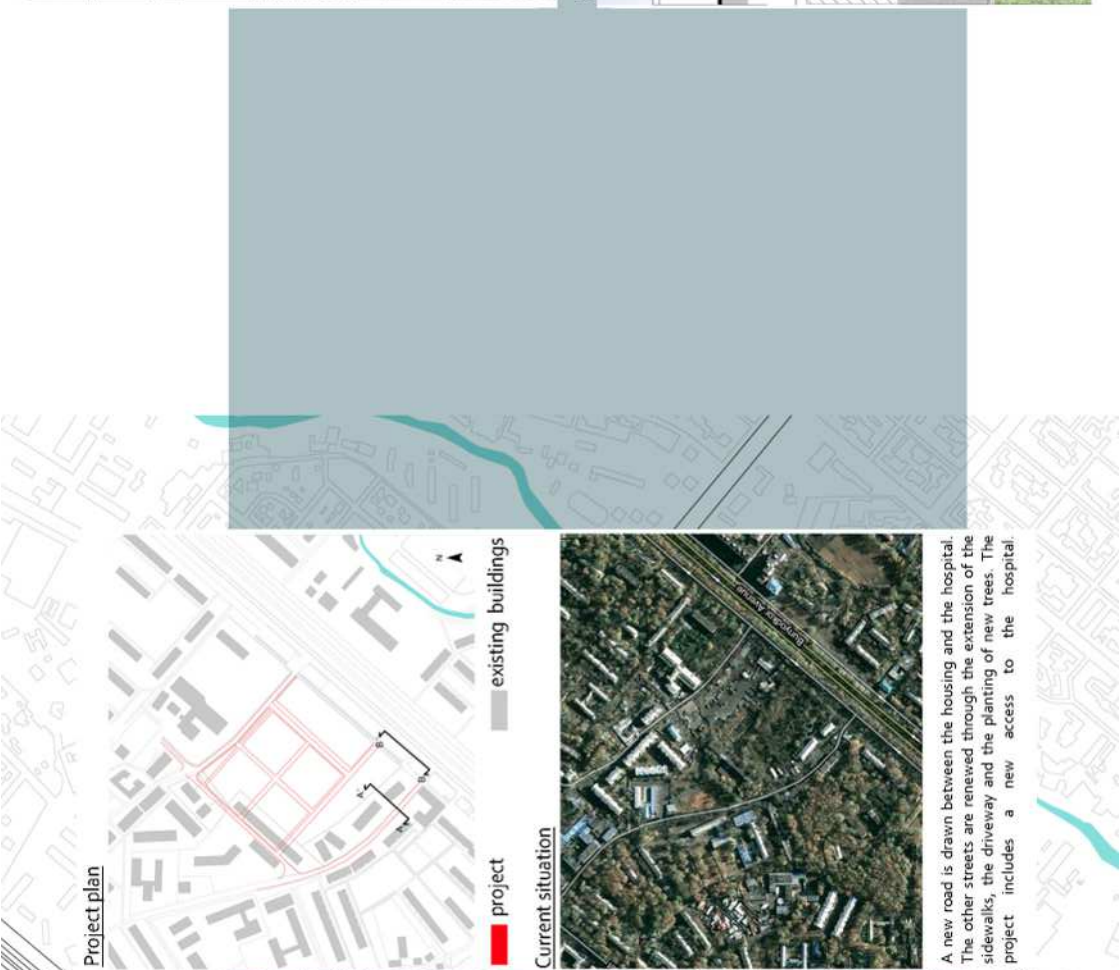 Project plan
N
B'
B
A'
A
project
existing buildings
Current situation
Bunyodkor Avenue
A new road is drawn between the housing and the hospital.
The other streets are renewed through the extension of the
sidewalks, the driveway and the planting of new trees. The
project includes a new access to the hospital.